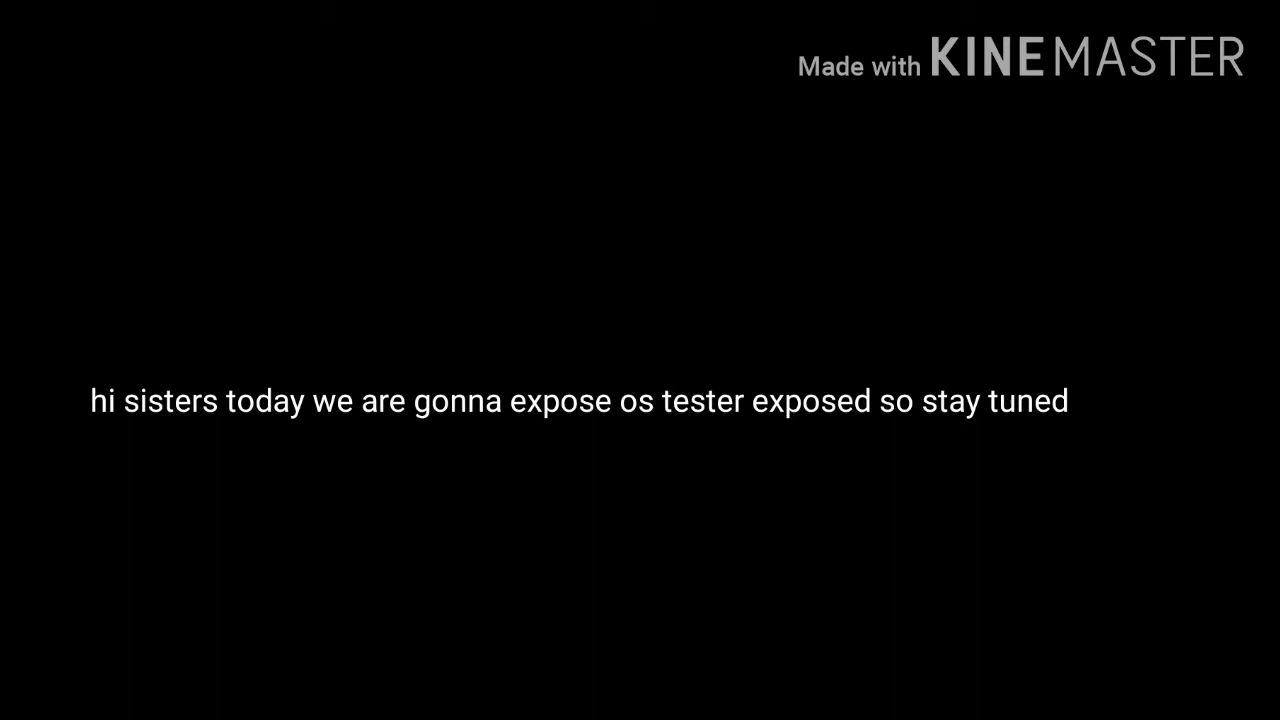 Made with KINEMASTER
hi sisters today we are gonna expose os tester exposed so stay tuned